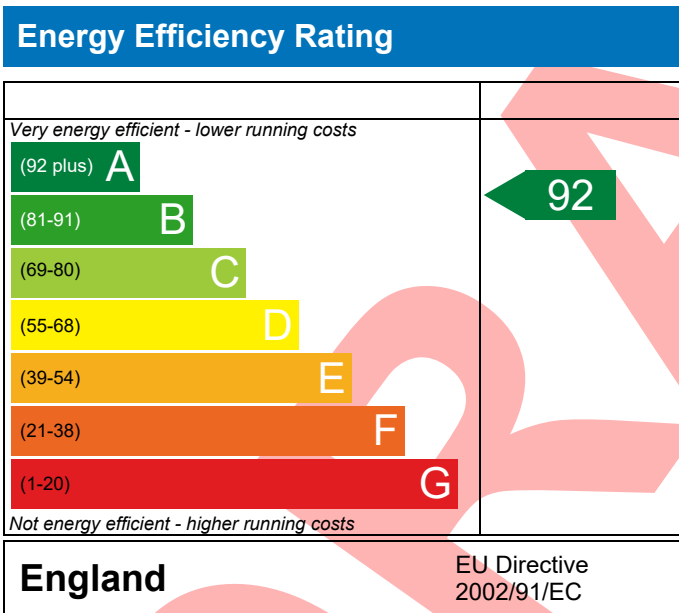 Energy Efficiency Rating
Very energy efficient - lower running costs
(92 plus) A
92
(81-91) B
(69-80) C
(55-68) D
(39-54) E
(21-38) F
(1-20) G
Not energy efficient - higher running costs
England
EU Directive
2002/91/EC